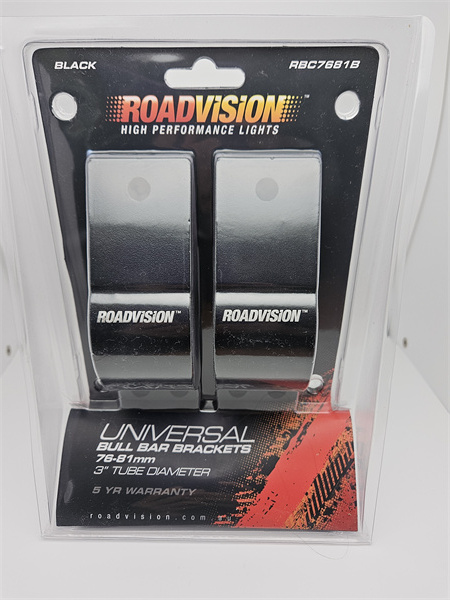 BLACK
RBC7681B
ROADVISION™
HIGH PERFORMANCE LIGHTS
ROADVISION™
ROADVISION™
UNIVERSAL
BULL BAR BRACKETS
76-81mm
3" TUBE DIAMETER
5 YR WARRANTY
roadvision.com.au